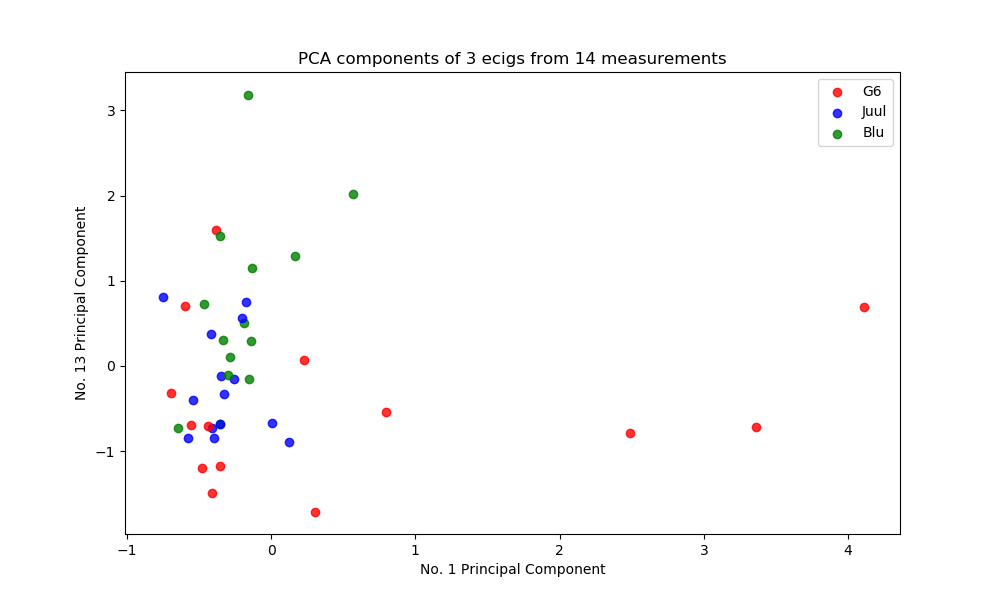 PCA components of 3 ecigs from 14 measurements
G6
Juul
Blu
No. 13 Principal Component
3
2
1
0
−1
−1 0 1 2 3 4
No. 1 Principal Component